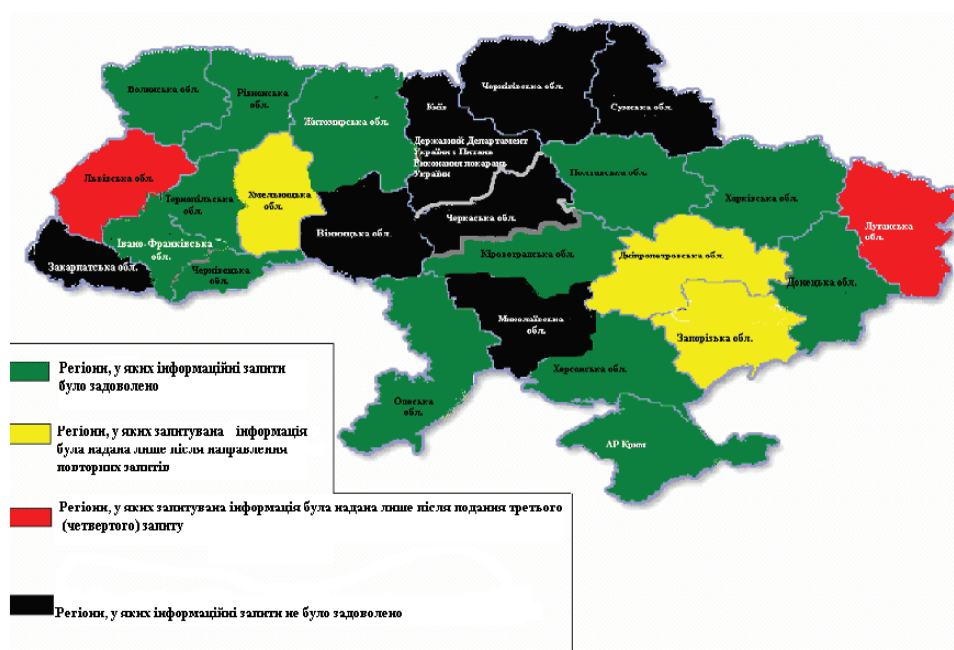 Волинська обл.
Рівненська
обл.
Житомирська обл.
Київ
Чернігівська обл.
Сумська обл.
Державний Департамент
України з Питань
Виконання покарань
України
Львівська обл.
Тернопільська
обл.
Хмельницька
обл.
Вінницька обл.
Черкаська обл.
Полтавська обл.
Харківська обл.
Луганська
обл.
Івано-Франківська
обл.
Закарпатська обл.
Чернівецька
обл.
Кіровоградська обл.
Дніпропетровська обл.
Донецька обл.
Миколаївська
обл.
Запорізька обл.
Херсонська обл.
Одеська
обл.
АР Крим
Регіони, у яких інформаційні запити
було задоволено
Регіони, у яких запитувана інформація
була надана лише після направлення
повторних запитів
Регіони, у яких запитувана інформація була надана лише після подання третього
(четвертого) запиту
Регіони, у яких інформаційні запити не було задоволено